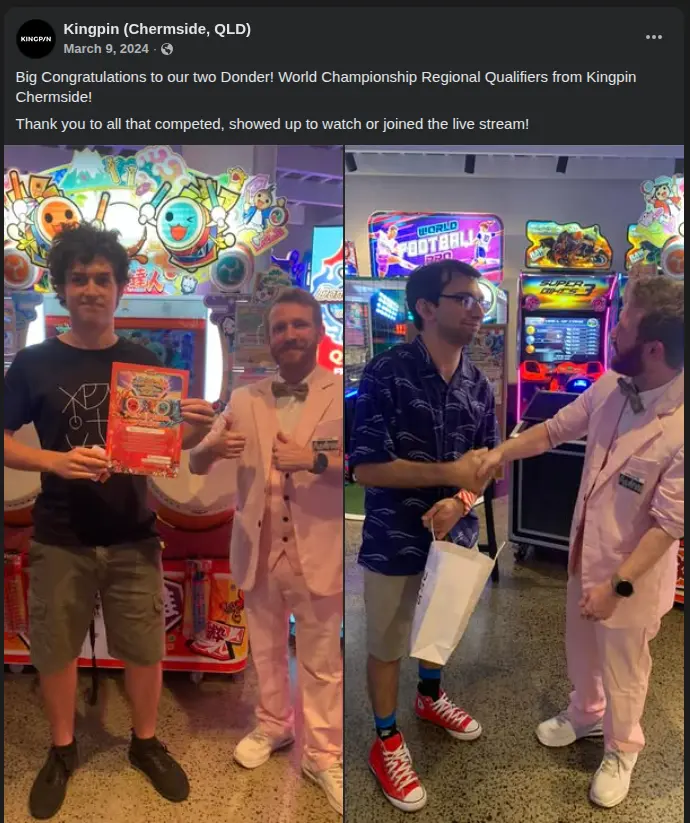 KINGPIN
Kingpin (Chermside, QLD)
March 9, 2024
Big Congratulations to our two Donder! World Championship Regional Qualifiers from Kingpin
Chermside!
Thank you to all that competed, showed up to watch or joined the live stream!
達人
WORLD
FOOTBALL
PRO
SUPER
BIKES 3